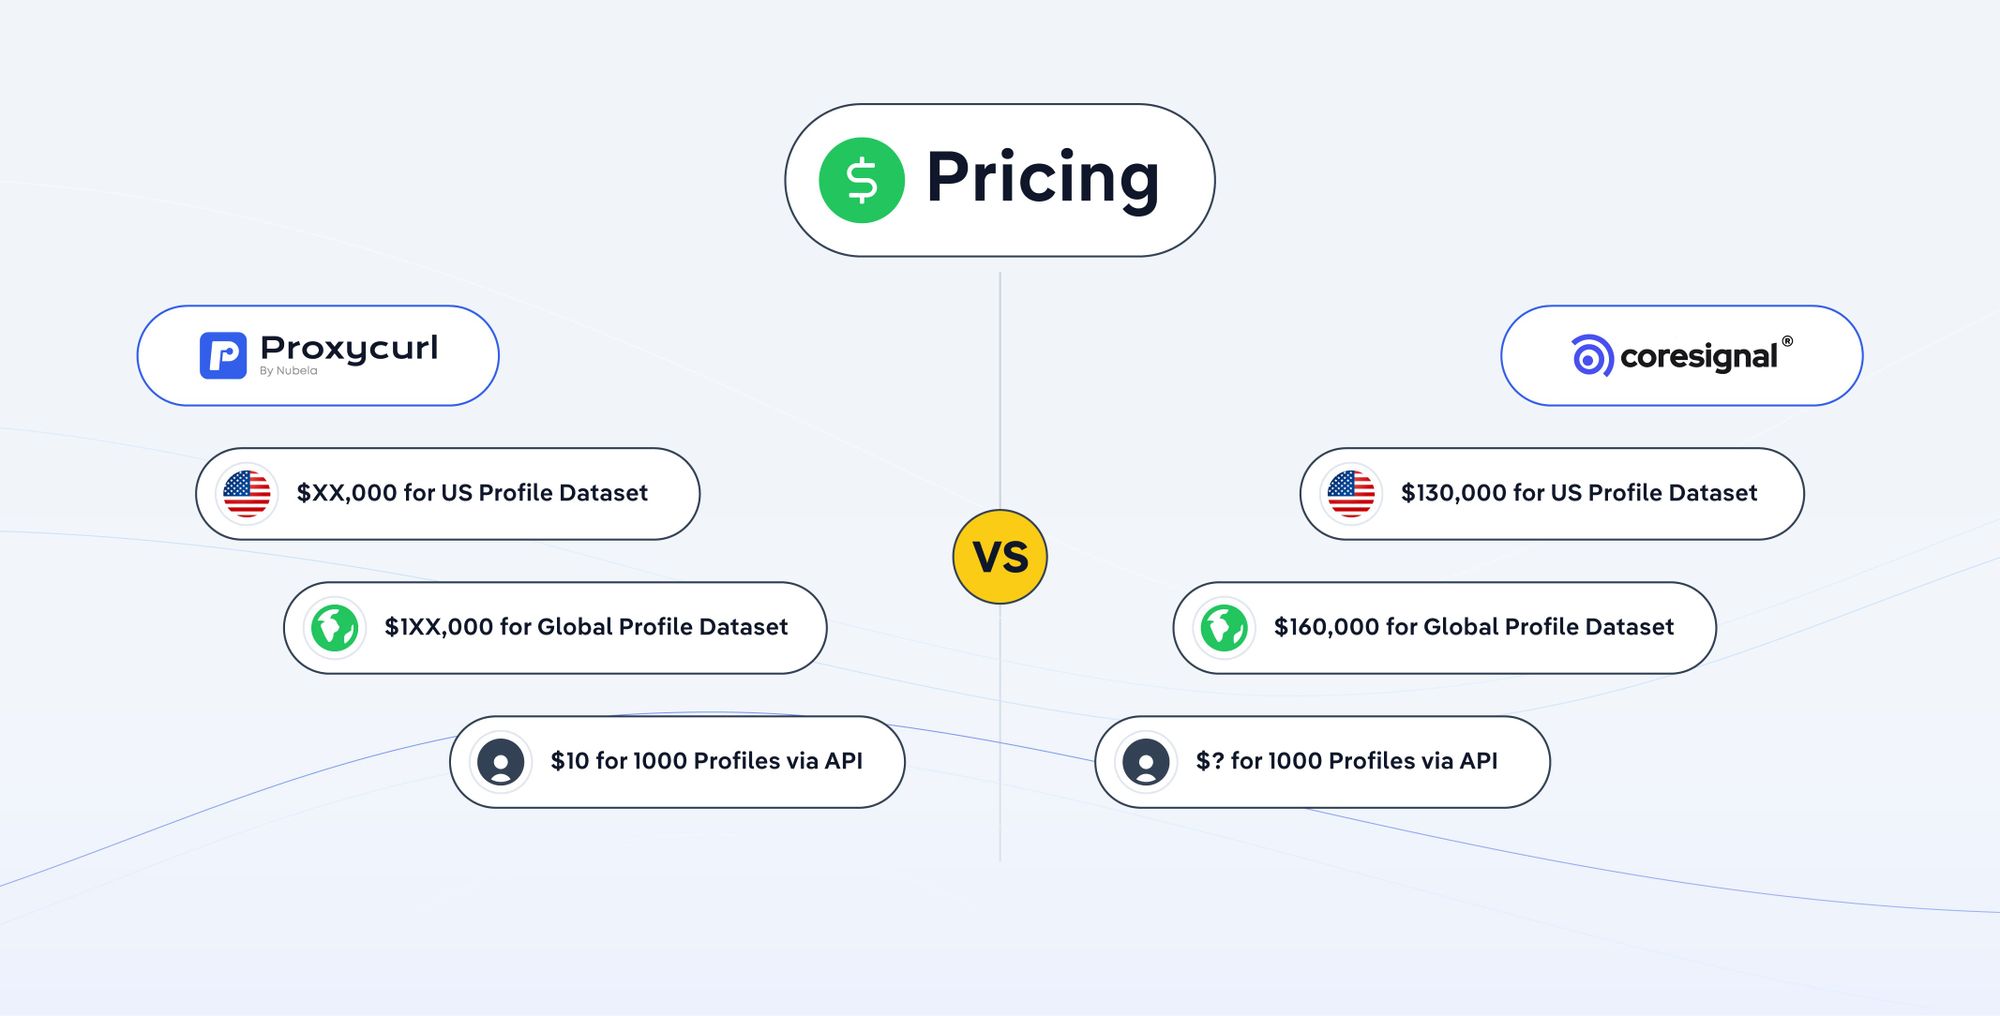 $ Pricing
Proxycurl
By Nubela
coresignal®
$XX,000 for US Profile Dataset
$130,000 for US Profile Dataset
VS
$1XX,000 for Global Profile Dataset
$160,000 for Global Profile Dataset
$10 for 1000 Profiles via API
$? for 1000 Profiles via API